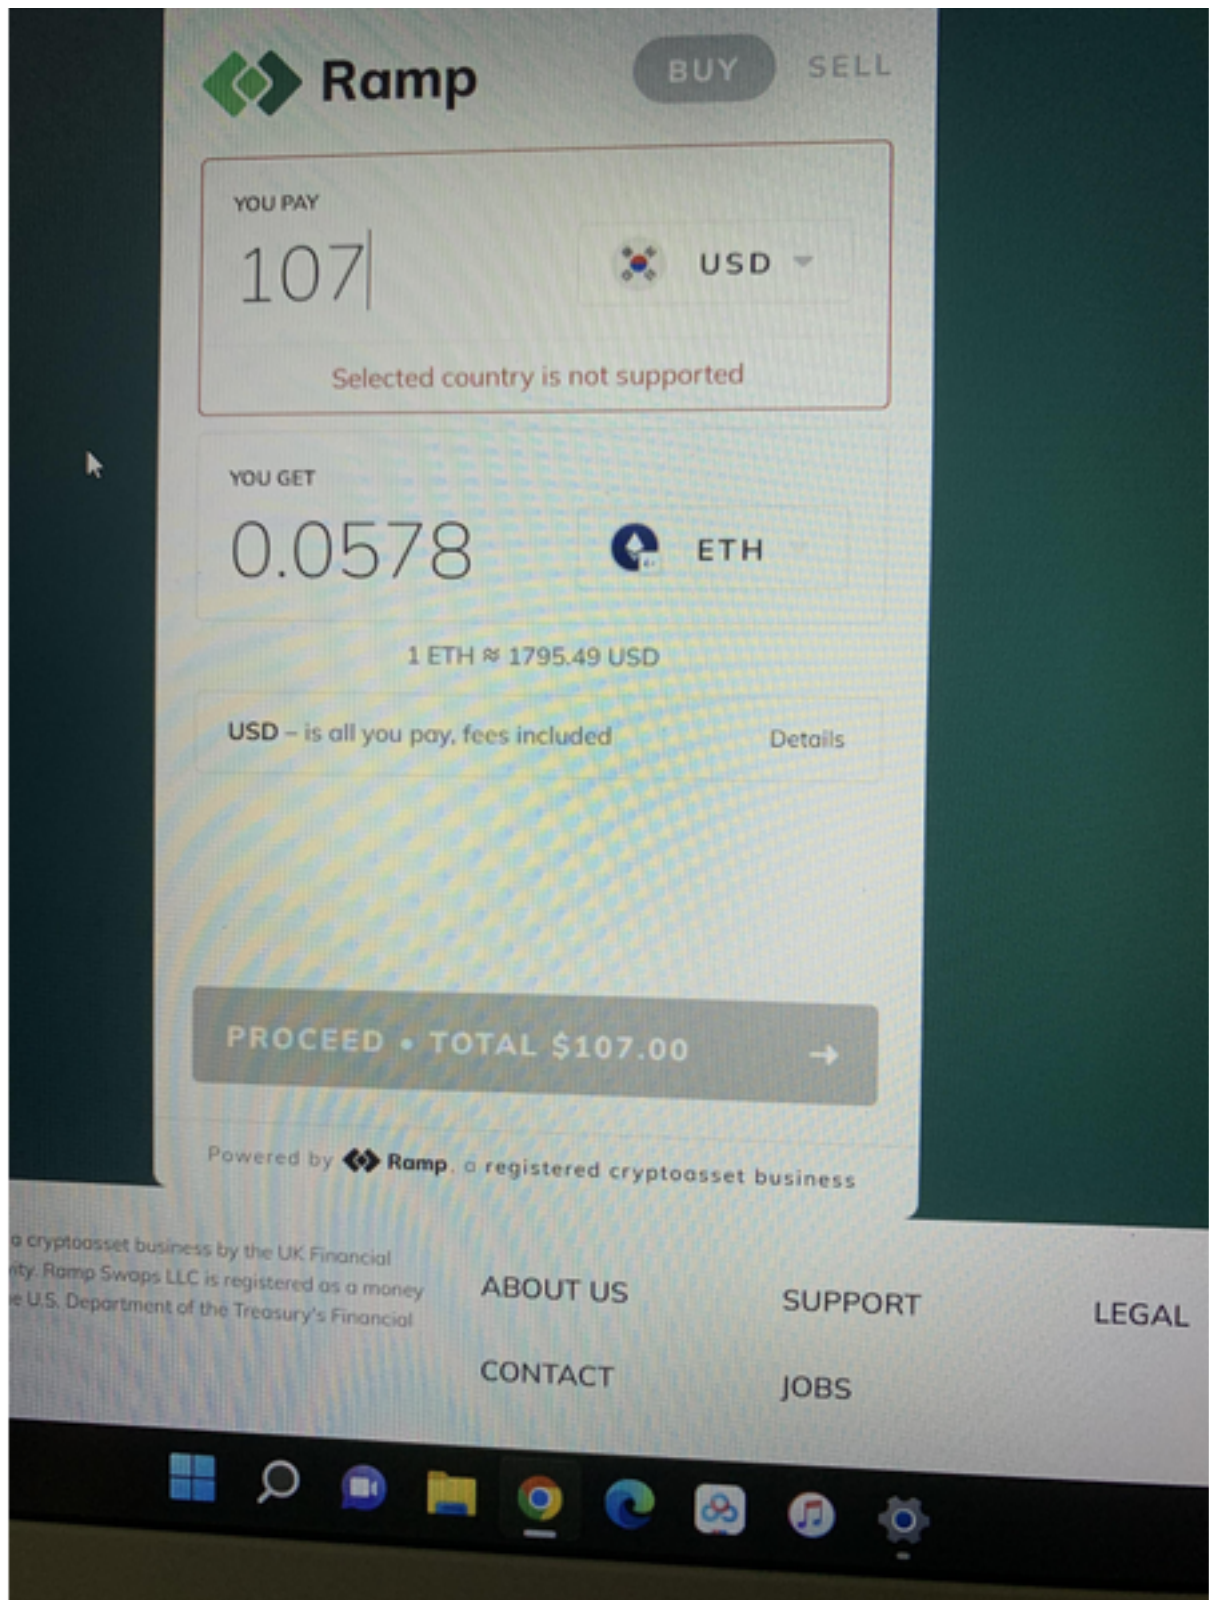 Ramp
BUY
SELL
YOU PAY
107
USD
Selected country is not supported
YOU GET
0.0578
ETH
1 ETH ≈ 1795.49 USD
USD – is all you pay, fees included
Details
PROCEED • TOTAL $107.00 →
Powered by Ramp, a registered cryptoasset business
a cryptoasset business by the UK Financial
rity. Ramp Swaps LLC is registered as a money
e U.S. Department of the Treasury's Financial
ABOUT US
SUPPORT
LEGAL
CONTACT
JOBS